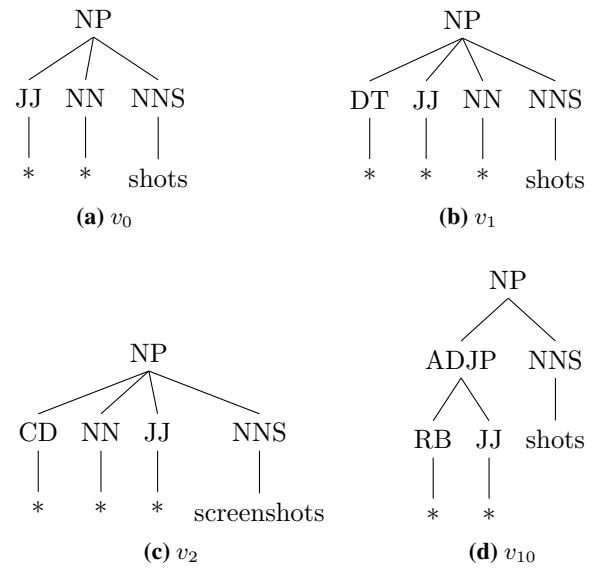 NP
JJ NN NNS
* * shots
(a) v0
NP
DT JJ NN NNS
* * * shots
(b) v1
NP
CD NN JJ NNS
* * * screenshots
(c) v2
NP
ADJP NNS
RB JJ shots
* *
(d) v10